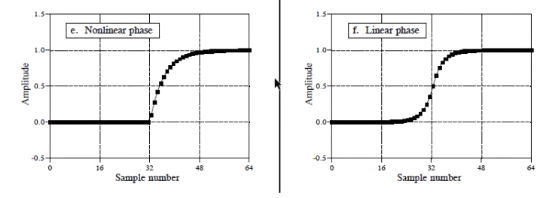 e. Nonlinear phase
1.5
1.0
0.5
0.0
-0.5
Amplitude
0 16 32 48 64
Sample number
f. Linear phase
1.5
1.0
0.5
0.0
-0.5
Amplitude
0 16 32 48 64
Sample number